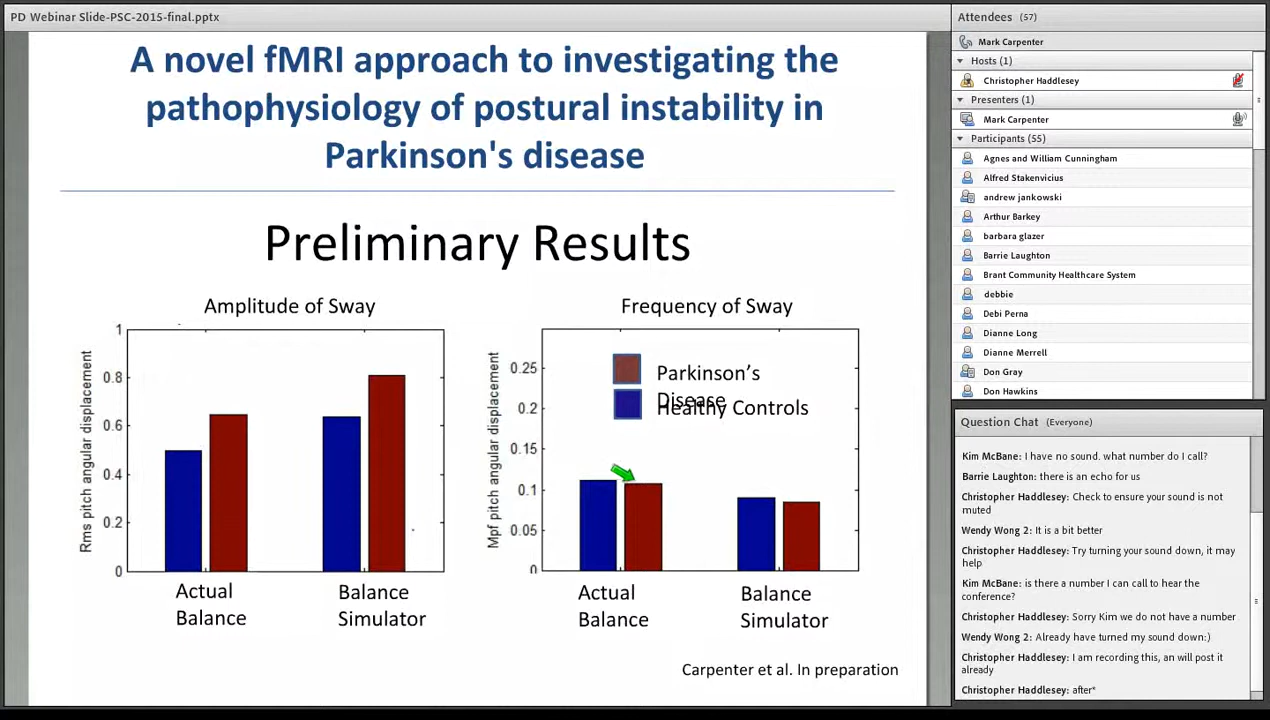 PD Webinar Slide-PSC-2015-final.pptx
A novel fMRI approach to investigating the
pathophysiology of postural instability in
Parkinson's disease
Preliminary Results
Amplitude of Sway
Rms pitch angular displacement
1
0.8
0.6
0.4
0.2
0
Actual
Balance
Balance
Simulator
Frequency of Sway
Mpf pitch angular displacement
0.25
0.2
0.15
0.1
0.05
0
Parkinson's
Disease
Healthy Controls
Actual
Balance
Balance
Simulator
Carpenter et al. In preparation
Attendees (57)
Mark Carpenter
Hosts (1)
Christopher Haddlesey
Presenters (1)
Mark Carpenter
Participants (55)
Agnes and William Cunningham
Alfred Stakenvicius
andrew jankowski
Arthur Barkey
barbara glazer
Barrie Laughton
Brant Community Healthcare System
debbie
Debi Perna
Dianne Long
Dianne Merrell
Don Gray
Don Hawkins
Question Chat (Everyone)
Kim McBane: I have no sound. what number do I call?
Barrie Laughton: there is an echo for us
Christopher Haddlesey: Check to ensure your sound is not
muted
Wendy Wong 2: It is a bit better
Christopher Haddlesey: Try turning your sound down, it may
help
Kim McBane: is there a number I can call to hear the
conference?
Christopher Haddlesey: Sorry Kim we do not have a number
Wendy Wong 2: Already have turned my sound down:)
Christopher Haddlesey: I am recording this, an will post it
already
Christopher Haddlesey: after*